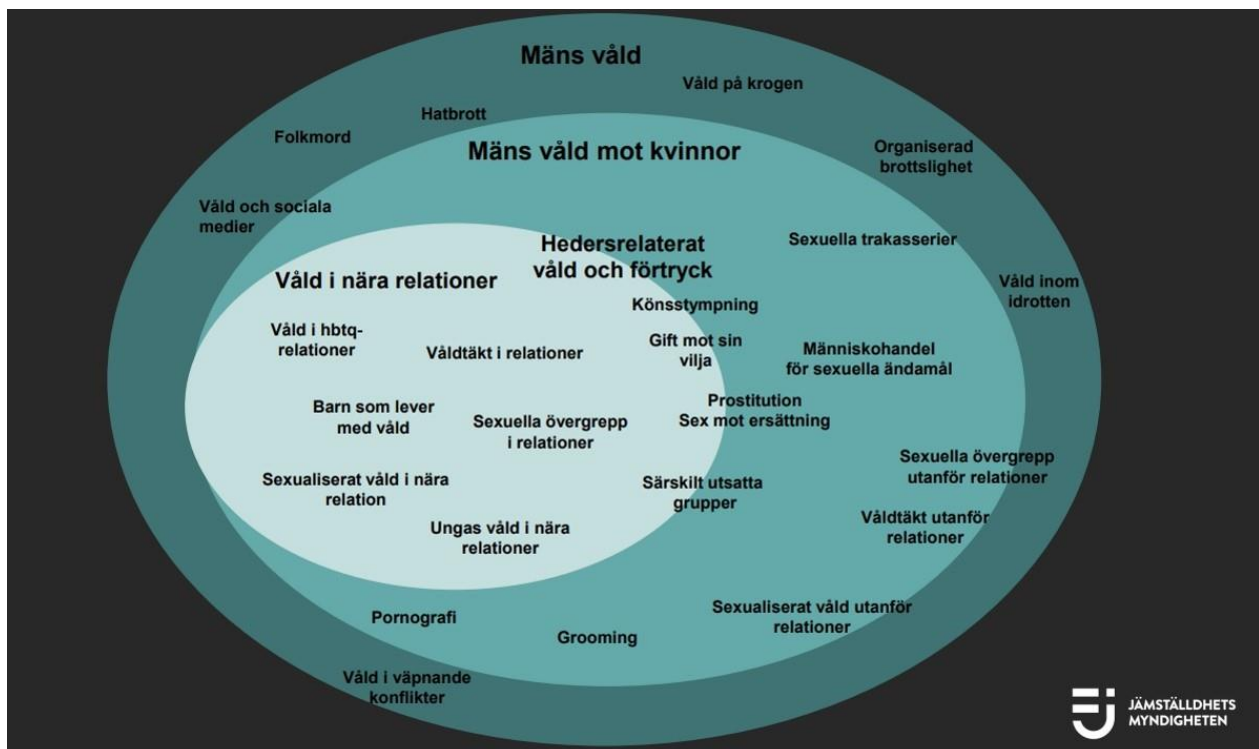 Mäns våld
Våld på krogen
Hatbrott
Folkmord
Organiserad
brottslighet
Mäns våld mot kvinnor
Våld och sociala
medier
Sexuella trakasserier
Hedersrelaterat
våld och förtryck
Våld i nära relationer
Våld inom
idrotten
Könsstympning
Våld i hbtq-
relationer
Våldtäkt i relationer
Gift mot sin
vilja
Människohandel
för sexuella ändamål
Barn som lever
med våld
Sexuella övergrepp
i relationer
Prostitution
Sex mot ersättning
Sexuella övergrepp
utanför relationer
Sexualiserat våld i nära
relation
Särskilt utsatta
grupper
Våldtäkt utanför
relationer
Ungas våld i nära
relationer
Pornografi
Grooming
Sexualiserat våld utanför
relationer
Våld i väpnande
konflikter
JÄMSTÄLLDHETS
MYNDIGHETEN